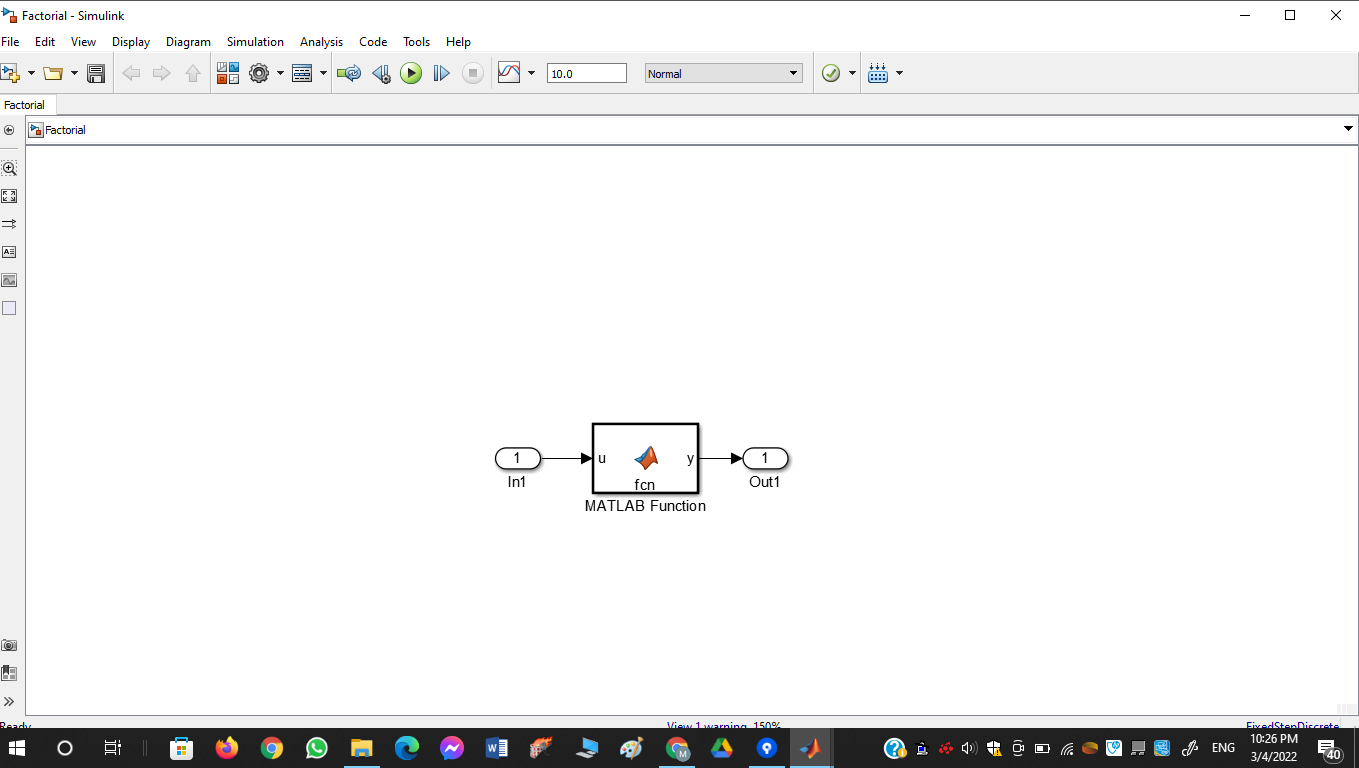 Factorial - Simulink
File Edit View Display Diagram Simulation Analysis Code Tools Help
10.0 Normal
Factorial
Factorial
1 u y 1
In1 fcn Out1
MATLAB Function
Ready View 1 warning 150% FixedStepDiscrete
ENG 10:26 PM
3/4/2022 40